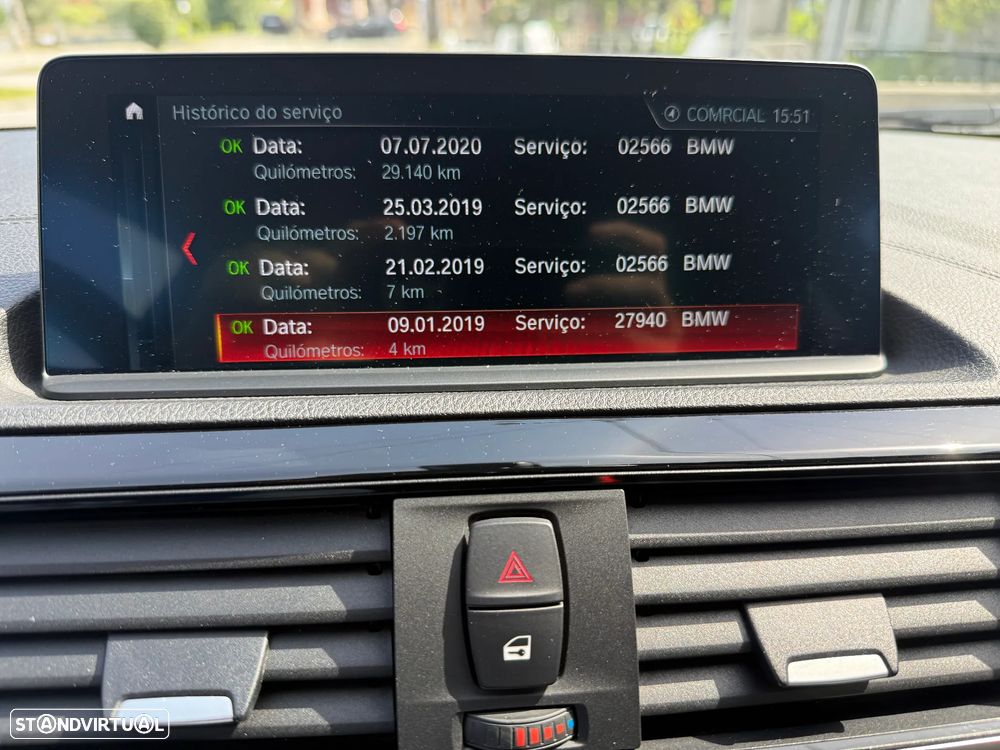 Histórico do serviço COMRCIAL 15:51
OK Data: 07.07.2020 Serviço: 02566 BMW
Quilómetros: 29.140 km
OK Data: 25.03.2019 Serviço: 02566 BMW
Quilómetros: 2.197 km
OK Data: 21.02.2019 Serviço: 02566 BMW
Quilómetros: 7 km
OK Data: 09.01.2019 Serviço: 27940 BMW
Quilómetros: 4 km
STANDVIRTUAL